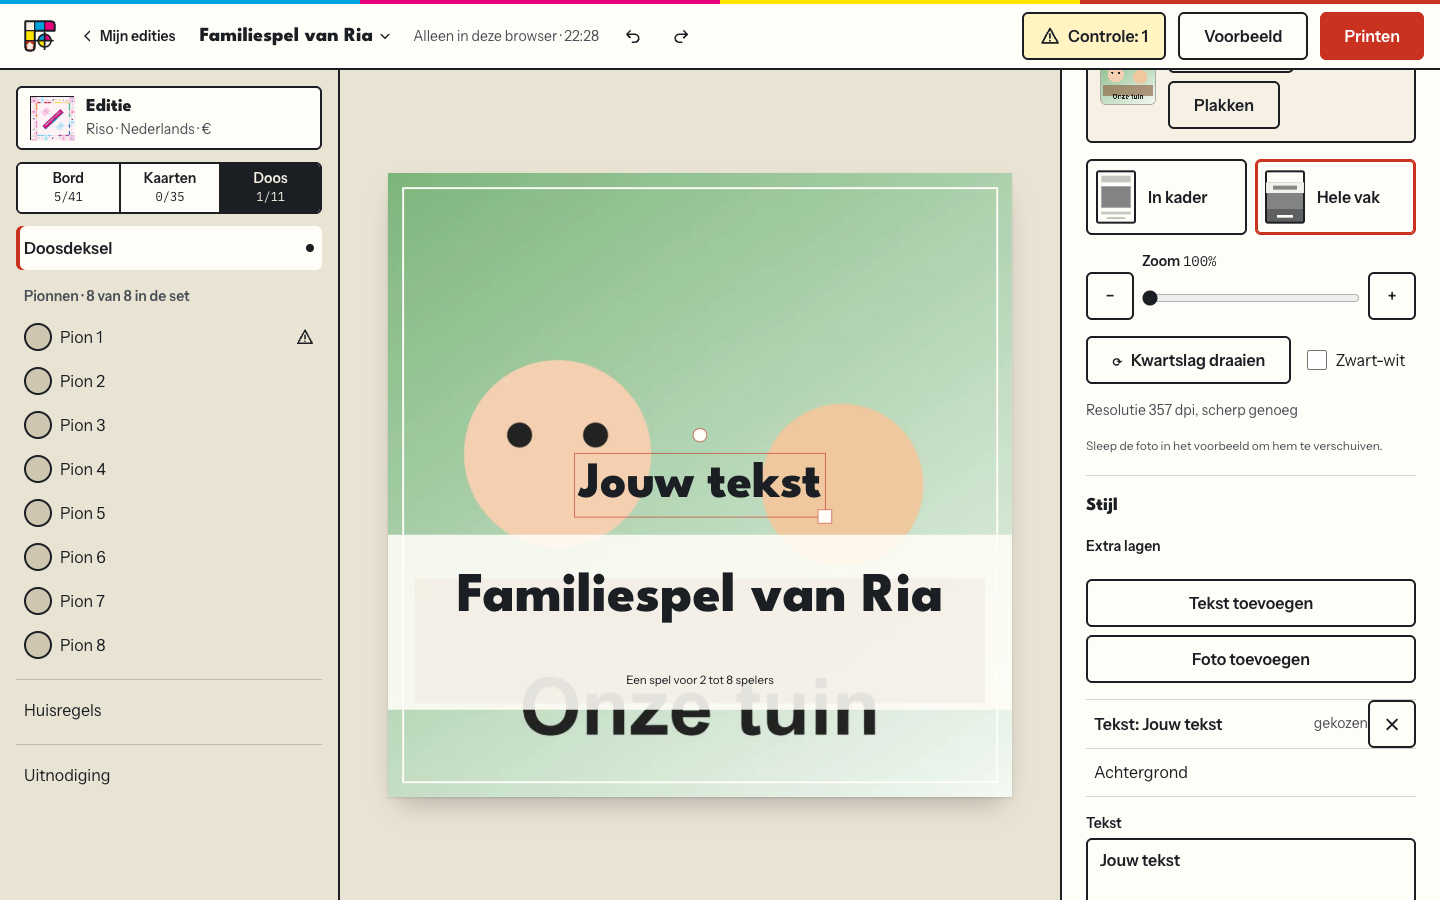 Mijn edities
Familiespel van Ria
Alleen in deze browser · 22:28
Controle: 1
Voorbeeld
Printen
Editie
Riso · Nederlands · €
Bord
5/41
Kaarten
0/35
Doos
1/11
Doosdeksel
Pionnen · 8 van 8 in de set
Pion 1
Pion 2
Pion 3
Pion 4
Pion 5
Pion 6
Pion 7
Pion 8
Huisregels
Uitnodiging
Jouw tekst
Familiespel van Ria
Een spel voor 2 tot 8 spelers
Onze tuin
Onze tuin
Plakken
In kader
Hele vak
Zoom 100%
−
+
Kwartslag draaien
Zwart-wit
Resolutie 357 dpi, scherp genoeg
Sleep de foto in het voorbeeld om hem te verschuiven.
Stijl
Extra lagen
Tekst toevoegen
Foto toevoegen
Tekst: Jouw tekst
gekozen
Achtergrond
Tekst
Jouw tekst